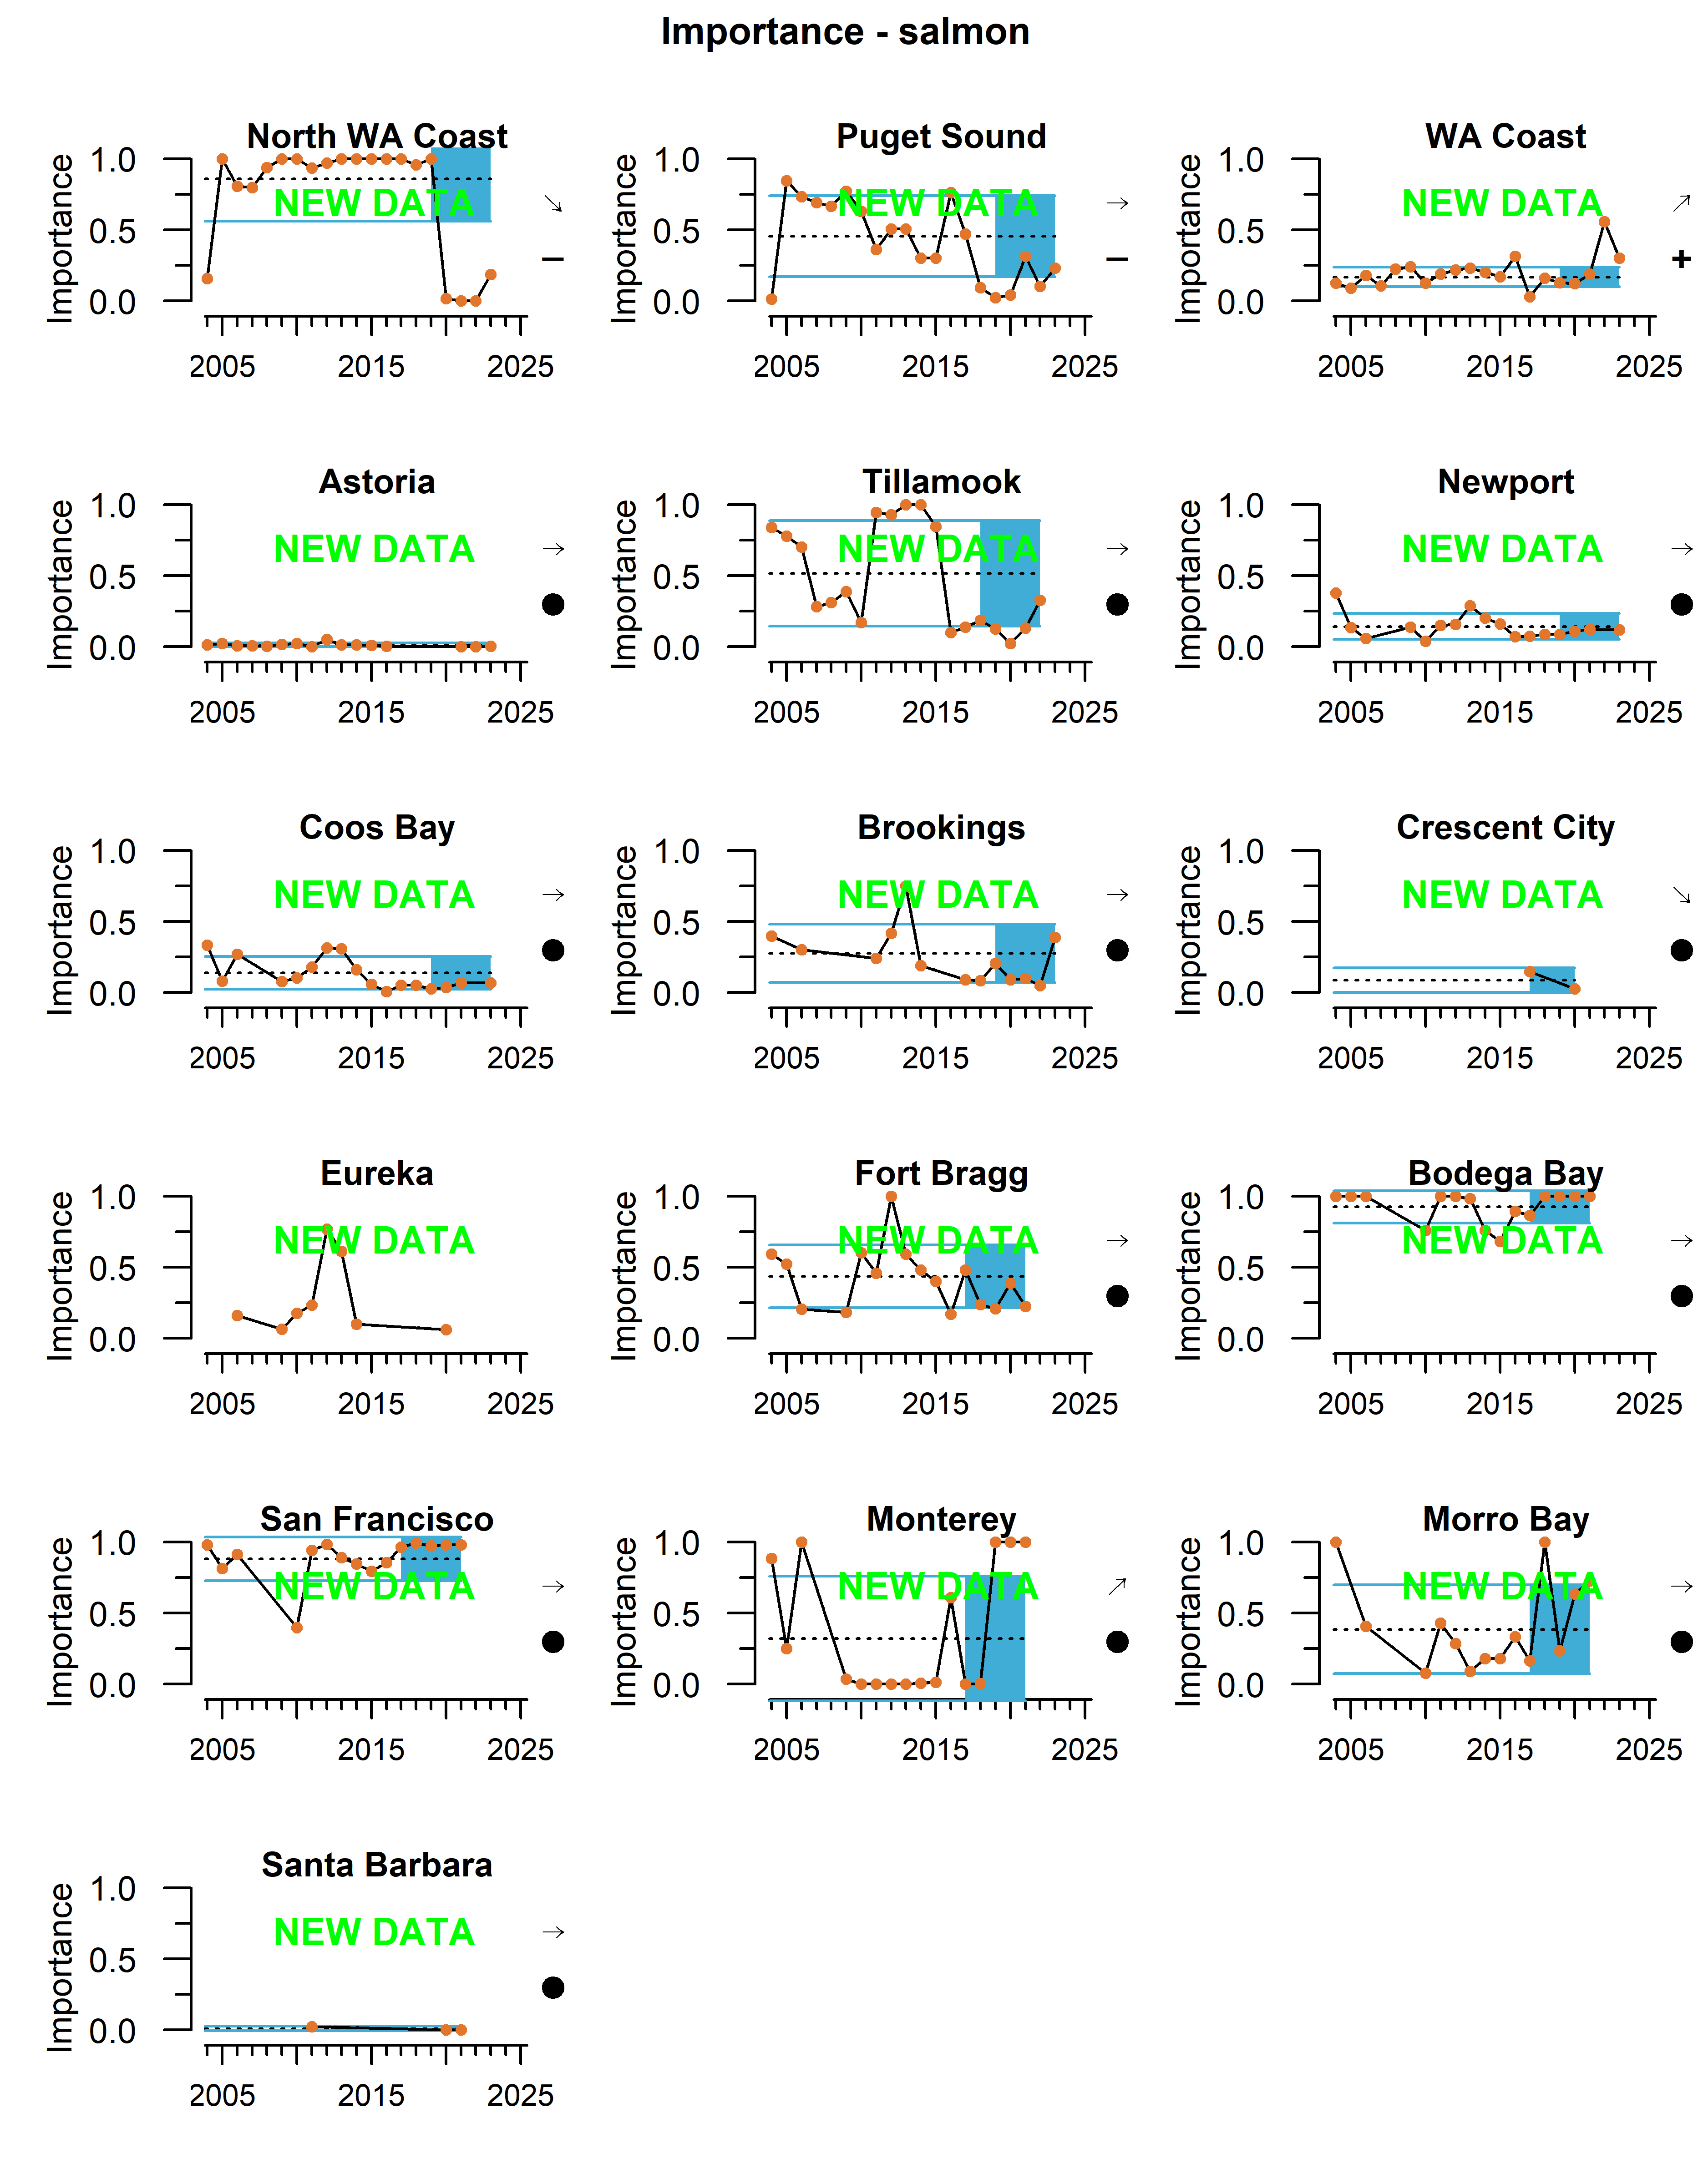 Importance - salmon
North WA Coast
Puget Sound
WA Coast
Importance
1.0
0.5
0.0
NEW DATA
–
2005
2015
2025
Importance
1.0
0.5
0.0
NEW DATA
–
2005
2015
2025
Importance
1.0
0.5
0.0
NEW DATA
+
2005
2015
2025
Astoria
Tillamook
Newport
Importance
1.0
0.5
0.0
NEW DATA
2005
2015
2025
Importance
1.0
0.5
0.0
NEW DATA
2005
2015
2025
Importance
1.0
0.5
0.0
NEW DATA
2005
2015
2025
Coos Bay
Brookings
Crescent City
Importance
1.0
0.5
0.0
NEW DATA
2005
2015
2025
Importance
1.0
0.5
0.0
NEW DATA
2005
2015
2025
Importance
1.0
0.5
0.0
NEW DATA
2005
2015
2025
Eureka
Fort Bragg
Bodega Bay
Importance
1.0
0.5
0.0
NEW DATA
2005
2015
2025
Importance
1.0
0.5
0.0
NEW DATA
2005
2015
2025
Importance
1.0
0.5
0.0
NEW DATA
2005
2015
2025
San Francisco
Monterey
Morro Bay
Importance
1.0
0.5
0.0
NEW DATA
2005
2015
2025
Importance
1.0
0.5
0.0
NEW DATA
2005
2015
2025
Importance
1.0
0.5
0.0
NEW DATA
2005
2015
2025
Santa Barbara
Importance
1.0
0.5
0.0
NEW DATA
2005
2015
2025